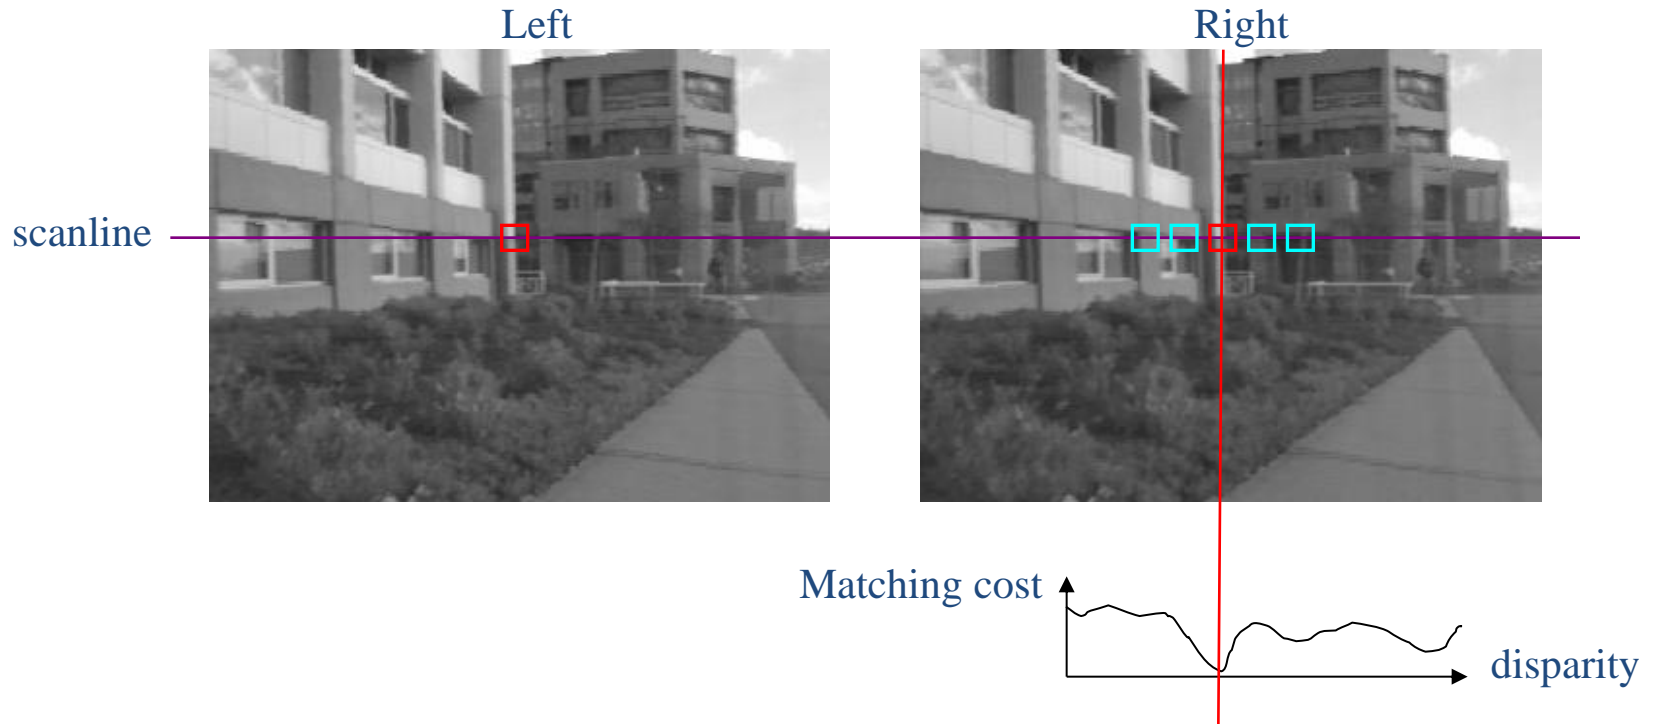 Left
Right
scanline
Matching cost
disparity